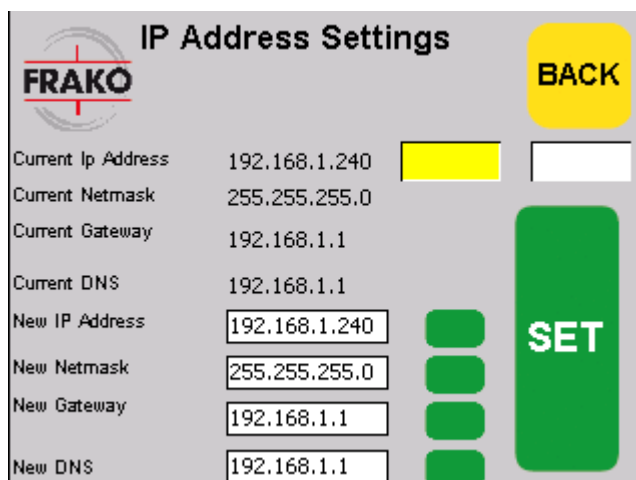 IP Address Settings
FRAKO
BACK
Current Ip Address 192.168.1.240
Current Netmask 255.255.255.0
Current Gateway 192.168.1.1
Current DNS 192.168.1.1
New IP Address 192.168.1.240
SET
New Netmask 255.255.255.0
New Gateway 192.168.1.1
New DNS 192.168.1.1